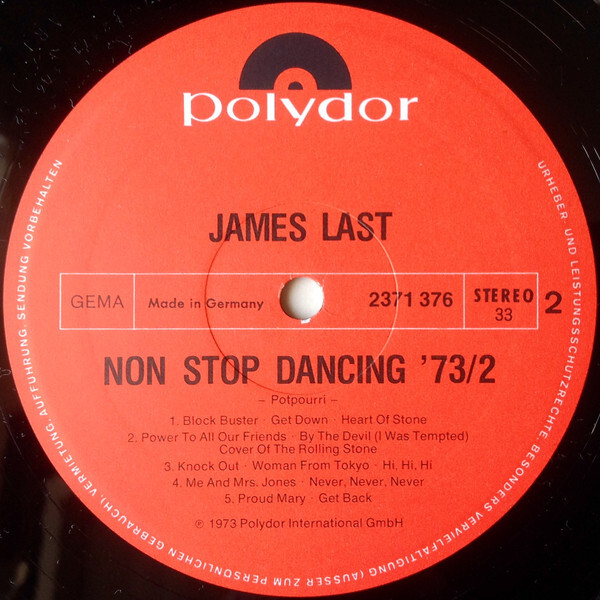 polydor
JAMES LAST
GEMA
Made in Germany
2371 376
STEREO
33
2
NON STOP DANCING '73/2
– Potpourri –
1. Block Buster · Get Down · Heart Of Stone
2. Power To All Our Friends · By The Devil (I Was Tempted)
Cover Of The Rolling Stone
3. Knock Out · Woman From Tokyo · Hi, Hi, Hi
4. Me And Mrs. Jones · Never, Never, Never
5. Proud Mary · Get Back
℗ 1973 Polydor International GmbH
URHEBER- UND LEISTUNGSSCHUTZRECHTE, BESONDERS VERVIELFÄLTIGUNG (AUSSER ZUM PERSÖNLICHEN GEBRAUCH), VERMIETUNG, AUFFÜHRUNG, SENDUNG VORBEHALTEN